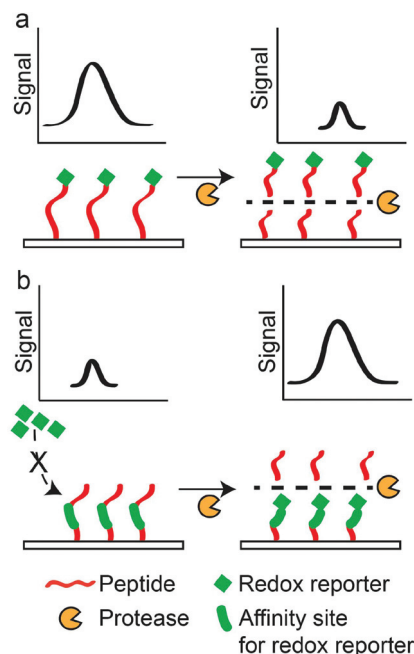 a
Signal
Signal
b
Signal
Signal
X
Peptide
Redox reporter
Protease
Affinity site
for redox reporter